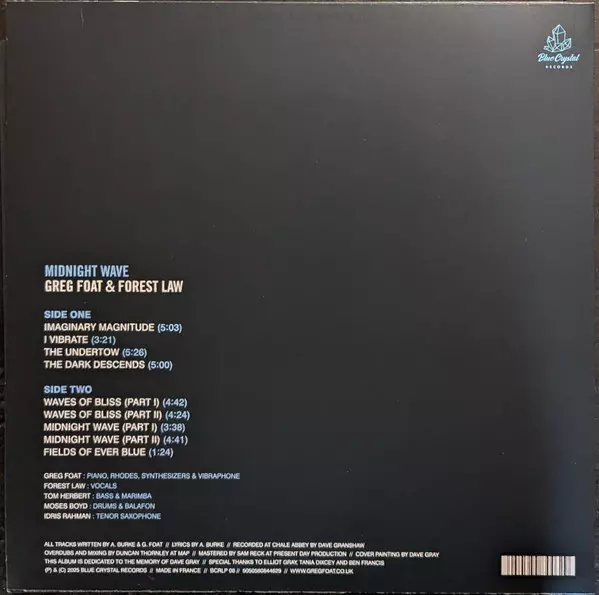 Blue Crystal
RECORDS
MIDNIGHT WAVE
GREG FOAT & FOREST LAW
SIDE ONE
IMAGINARY MAGNITUDE (5:03)
I VIBRATE (3:21)
THE UNDERTOW (5:26)
THE DARK DESCENDS (5:00)
SIDE TWO
WAVES OF BLISS (PART I) (4:42)
WAVES OF BLISS (PART II) (4:24)
MIDNIGHT WAVE (PART I) (3:38)
MIDNIGHT WAVE (PART II) (4:41)
FIELDS OF EVER BLUE (1:24)
GREG FOAT : PIANO, RHODES, SYNTHESIZERS & VIBRAPHONE
FOREST LAW : VOCALS
TOM HERBERT : BASS & MARIMBA
MOSES BOYD : DRUMS & BALAFON
IDRIS RAHMAN : TENOR SAXOPHONE
ALL TRACKS WRITTEN BY A. BURKE & G. FOAT // LYRICS BY A. BURKE // RECORDED AT CHALE ABBEY BY DAVE GRANSHAW
OVERDUBS AND MIXING BY DUNCAN THORNLEY AT MAP // MASTERED BY SAM RECK AT PRESENT DAY PRODUCTION // COVER PAINTING BY DAVE GRAY
THIS ALBUM IS DEDICATED TO THE MEMORY OF DAVE GRAY // SPECIAL THANKS TO ELLIOT GRAY, TANIA DIXCEY AND BEN FRANCIS
(P) & (C) 2025 BLUE CRYSTAL RECORDS // MADE IN FRANCE // BCRLP 08 // 5050580844629 // WWW.GREGFOAT.CO.UK